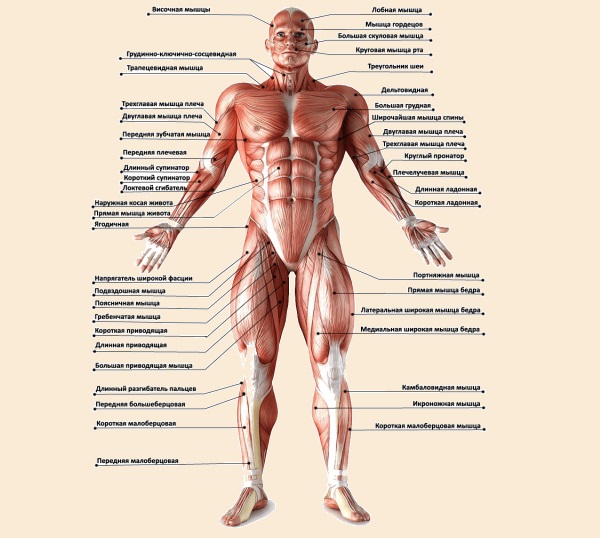 Височная мышцы
Грудинно-ключично-сосцевидная
Трапецевидная мышца
Трехглавая мышца плеча
Двуглавая мышца плеча
Передняя зубчатая мышца
Передняя плечевая
Длинный супинатор
Короткий супинатор
Локтевой сгибатель
Наружная косая живота
Прямая мышца живота
Ягодичная
Напрягатель широкой фасции
Подвздошная мышца
Поясничная мышца
Гребенчатая мышца
Короткая приводящая
Длинная приводящая
Большая приводящая мышца
Длинный разгибатель пальцев
Передняя большеберцовая
Короткая малоберцовая
Передняя малоберцовая
Лобная мышца
Мышца гордецов
Большая скуловая мышца
Круговая мышца рта
Треугольник шеи
Дельтовидная
Большая грудная
Широчайшая мышца спины
Двуглавая мышца плеча
Трехглавая мышца плеча
Круглый пронатор
Плечелучевая мышца
Длинная ладонная
Короткая ладонная
Портняжная мышца
Прямая мышца бедра
Латеральная широкая мышца бедра
Медиальная широкая мышца бедра
Камбаловидная мышца
Икроножная мышца
Короткая малоберцовая мышца